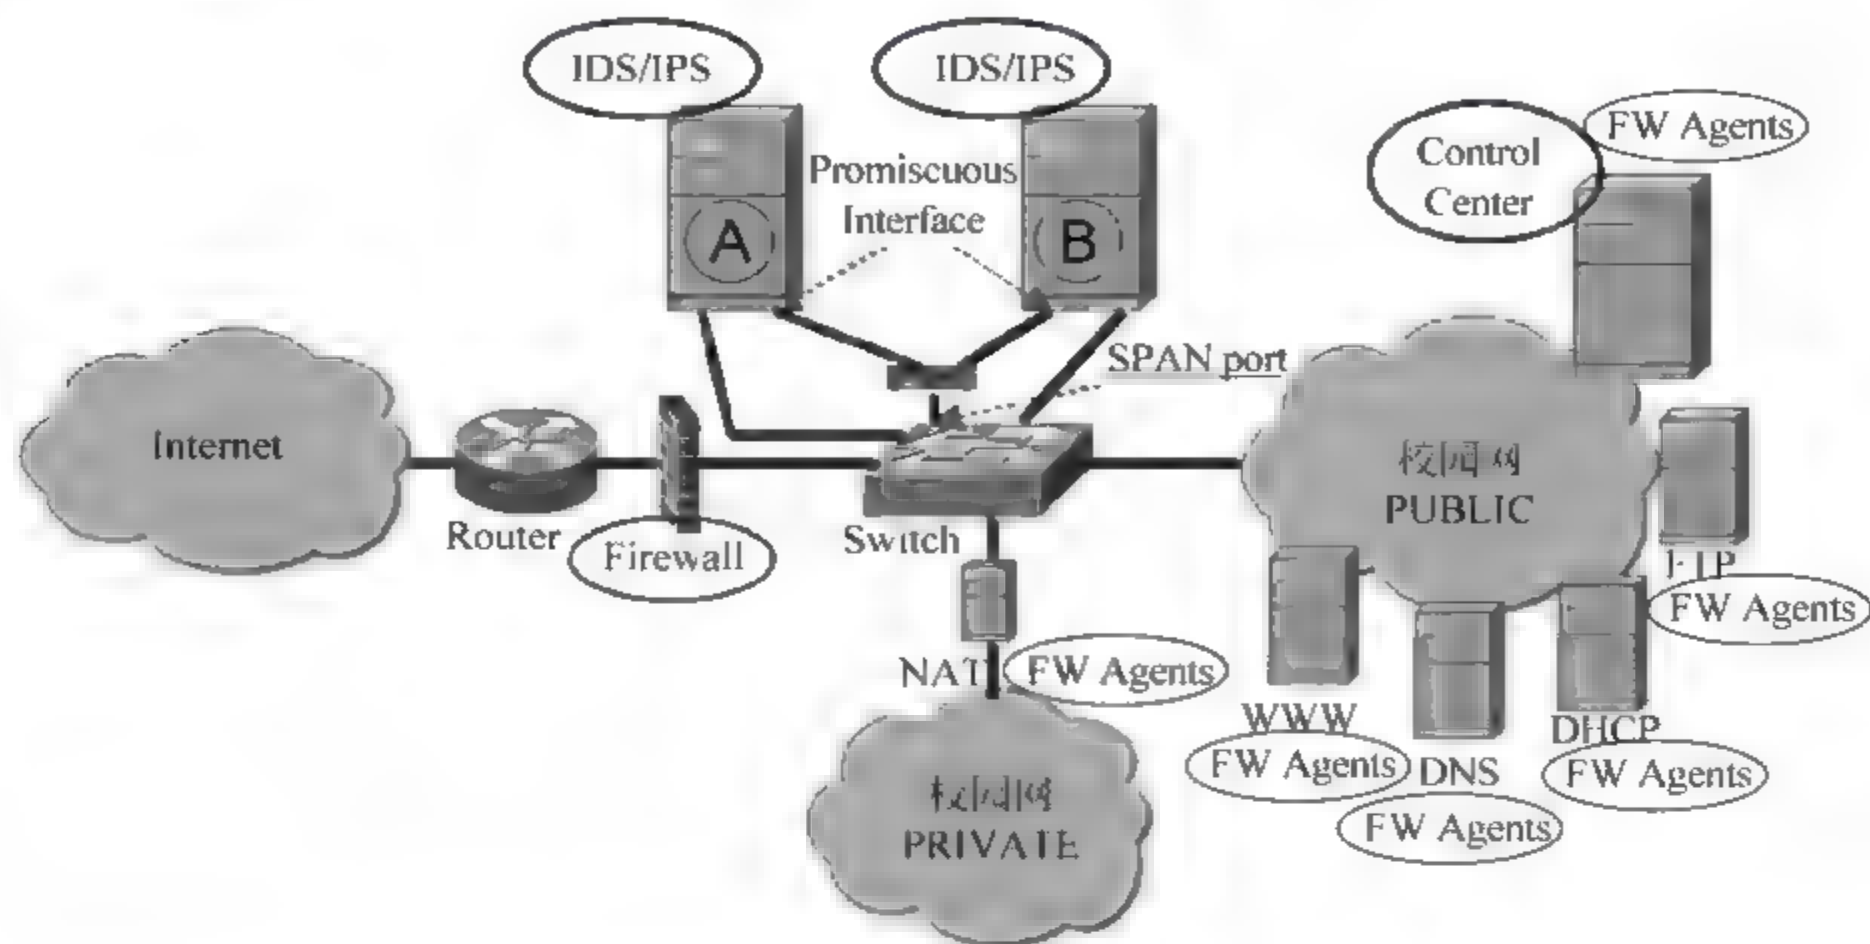 IDS/IPS
IDS/IPS
FW Agents
Control
Center
Promiscuous
Interface
A
B
SPAN port
Internet
校园网
PUBLIC
Router
Firewall
Switch
FTP
FW Agents
NAT
FW Agents
WWW
FW Agents
DNS
FW Agents
DHCP
FW Agents
校园网
PRIVATE